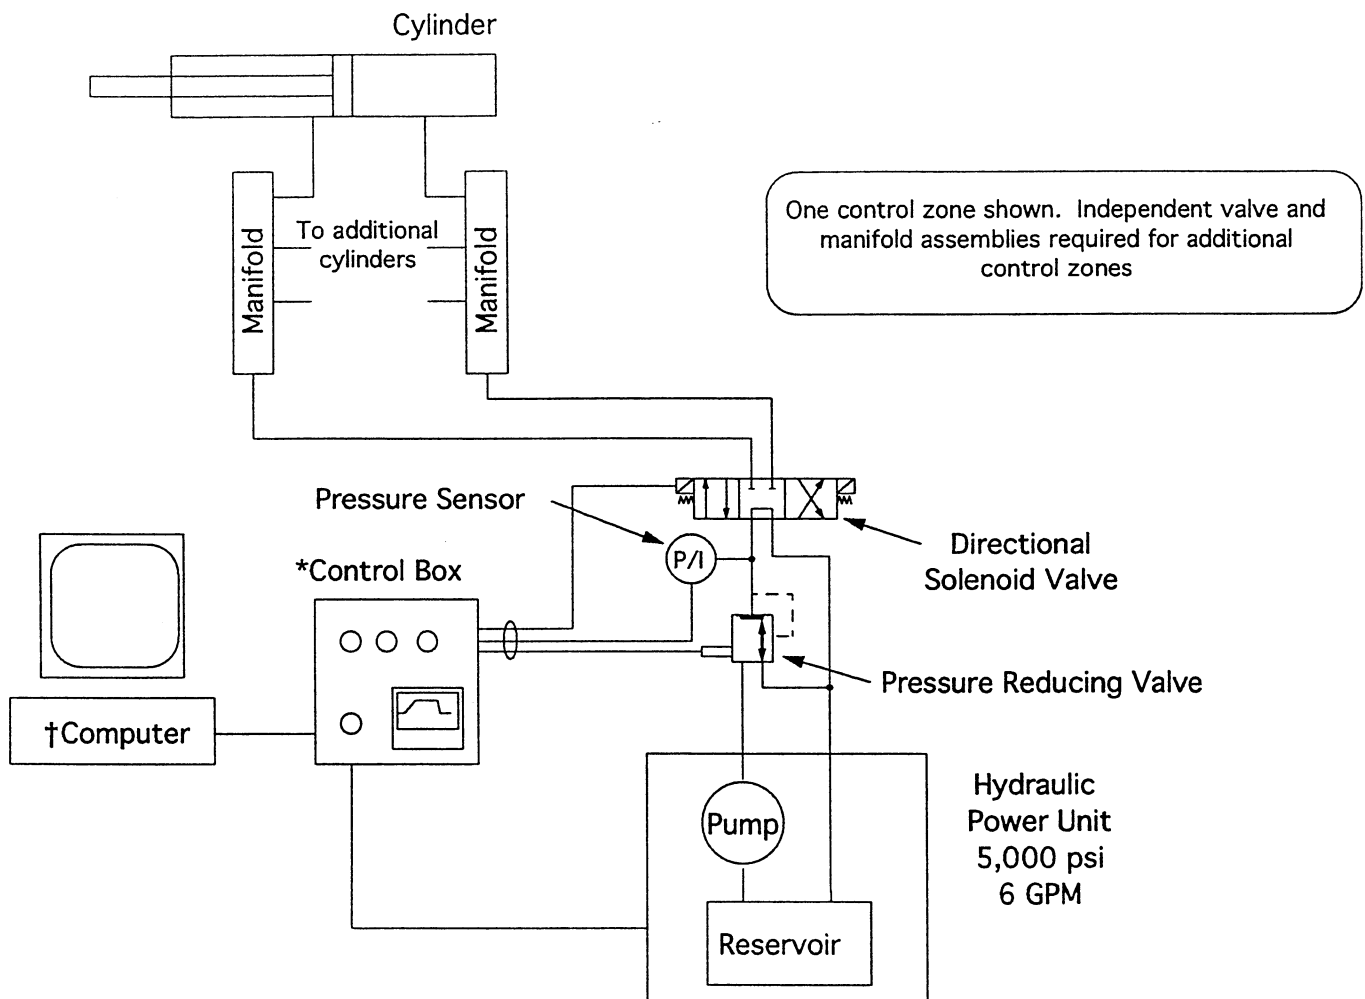 Cylinder
One control zone shown. Independent valve and
manifold assemblies required for additional
control zones
Manifold
To additional
cylinders
Manifold
Pressure Sensor
P/I
Directional
Solenoid Valve
*Control Box
Pressure Reducing Valve
†Computer
Hydraulic
Power Unit
5,000 psi
6 GPM
Pump
Reservoir